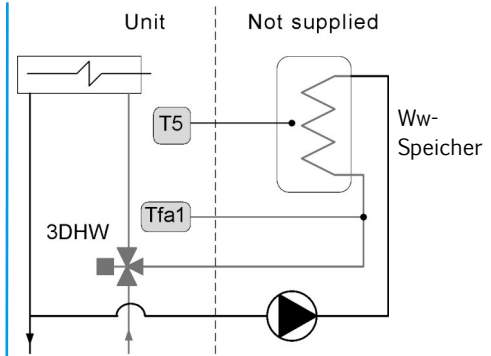 Unit
Not supplied
T5
Ww-
Speicher
Tfa1
3DHW